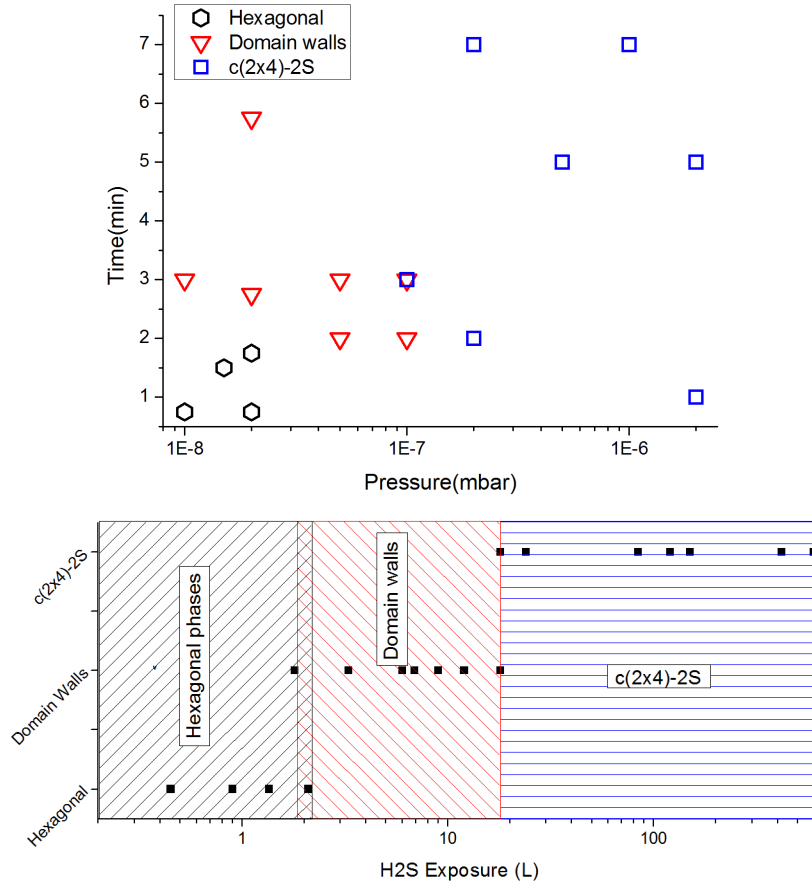 Hexagonal
Domain walls
c(2x4)-2S
7
6
5
4
3
2
1
Time(min)
1E-8
1E-7
1E-6
Pressure(mbar)
c(2x4)-2S
Domain Walls
Hexagonal
Hexagonal phases
Domain walls
c(2x4)-2S
1
10
100
H2S Exposure (L)